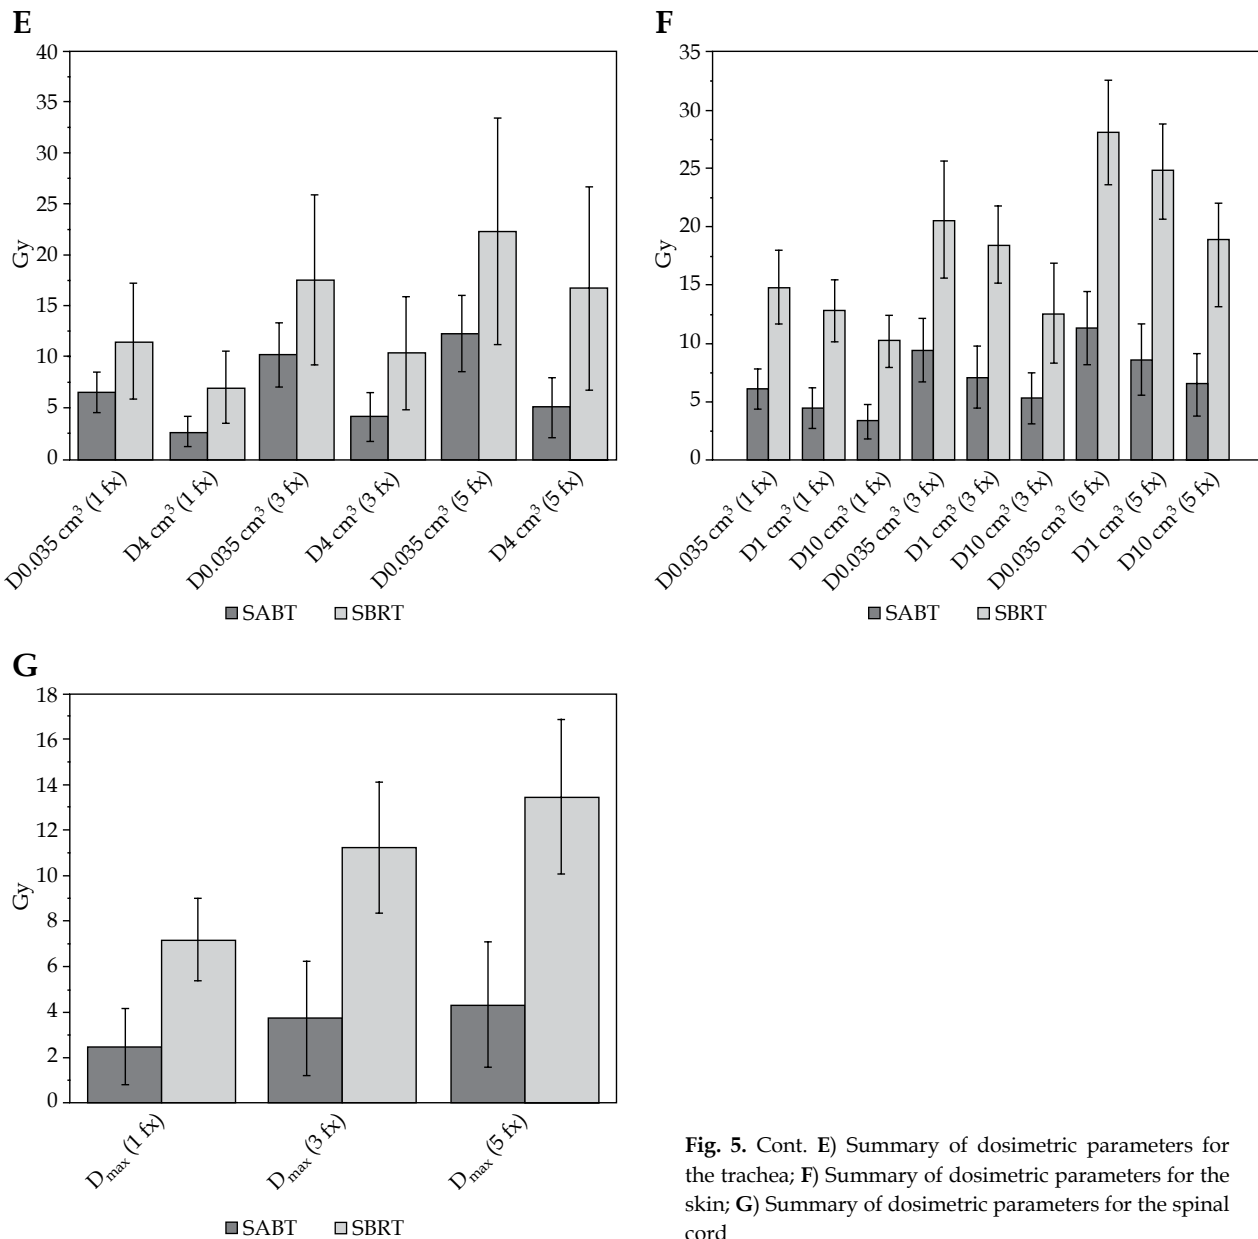 E
40
35
30
25
20
15
10
5
0
Gy
D0.035 cm³ (1 fx)
D4 cm³ (1 fx)
D0.035 cm³ (3 fx)
D4 cm³ (3 fx)
D0.035 cm³ (5 fx)
D4 cm³ (5 fx)
SABT SBRT
F
35
30
25
20
15
10
5
0
Gy
D0.035 cm³ (1 fx)
D1 cm³ (1 fx)
D10 cm³ (1 fx)
D0.035 cm³ (3 fx)
D1 cm³ (3 fx)
D10 cm³ (3 fx)
D0.035 cm³ (5 fx)
D1 cm³ (5 fx)
D10 cm³ (5 fx)
SABT SBRT
G
18
16
14
12
10
8
6
4
2
0
Gy
Dmax (1 fx)
Dmax (3 fx)
Dmax (5 fx)
SABT SBRT
Fig. 5. Cont. E) Summary of dosimetric parameters for
the trachea; F) Summary of dosimetric parameters for the
skin; G) Summary of dosimetric parameters for the spinal
cord